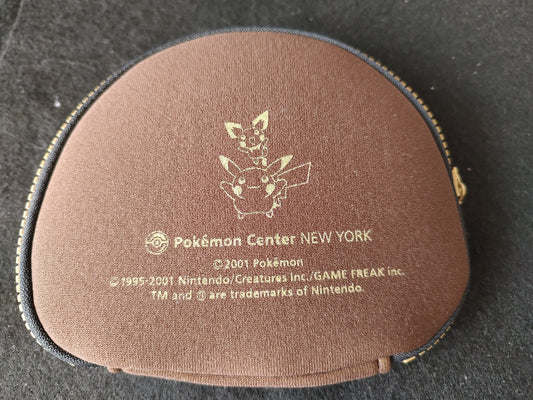 Pokémon Center NEW YORK
©2001 Pokémon
©1995-2001 Nintendo/Creatures Inc./GAME FREAK inc.
TM and ® are trademarks of Nintendo.